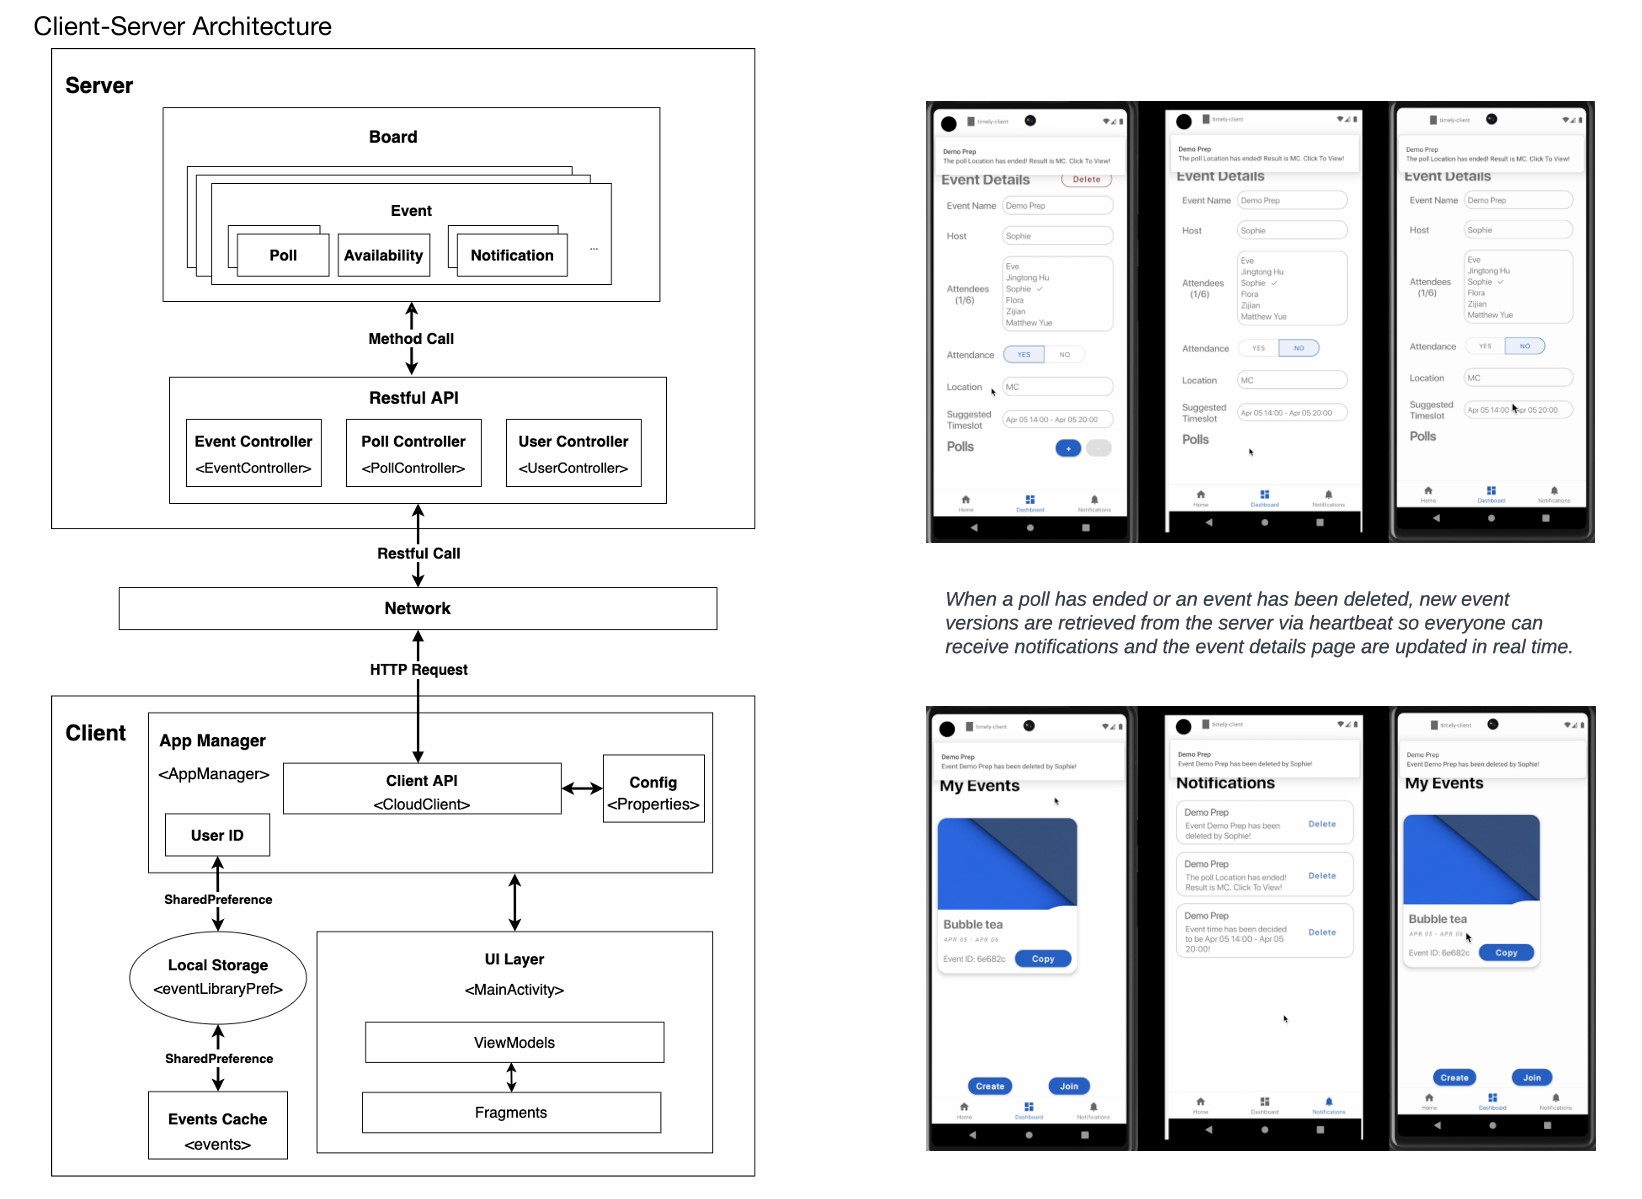 Client-Server Architecture
Server
Board
Event
Poll
Availability
Notification
...
Method Call
Restful API
Event Controller
<EventController>
Poll Controller
<PollController>
User Controller
<UserController>
Restful Call
Network
HTTP Request
Client
App Manager
<AppManager>
Client API
<CloudClient>
Config
<Properties>
User ID
SharedPreference
Local Storage
<eventLibraryPref>
SharedPreference
Events Cache
<events>
UI Layer
<MainActivity>
ViewModels
Fragments
timely-client
Demo Prep
The poll Location has ended! Result is MC. Click To View!
Event Details
Delete
Event Name
Demo Prep
Host
Sophie
Attendees
(1/6)
Eve
Jingtong Hu
Sophie ✓
Flora
Zijian
Matthew Yue
Attendance
YES
NO
Location
MC
Suggested
Timeslot
Apr 05 14:00 - Apr 05 20:00
Polls
+
Home
Dashboard
Notifications
timely-client
Demo Prep
The poll Location has ended! Result is MC. Click To View!
Event Details
Event Name
Demo Prep
Host
Sophie
Attendees
(1/6)
Eve
Jingtong Hu
Sophie ✓
Flora
Zijian
Matthew Yue
Attendance
YES
NO
Location
MC
Suggested
Timeslot
Apr 05 14:00 - Apr 05 20:00
Polls
Home
Dashboard
Notifications
timely-client
Demo Prep
The poll Location has ended! Result is MC. Click To View!
Event Details
Event Name
Demo Prep
Host
Sophie
Attendees
(1/6)
Eve
Jingtong Hu
Sophie ✓
Flora
Zijian
Matthew Yue
Attendance
YES
NO
Location
MC
Suggested
Timeslot
Apr 05 14:00 - Apr 05 20:00
Polls
Home
Dashboard
Notifications
When a poll has ended or an event has been deleted, new event
versions are retrieved from the server via heartbeat so everyone can
receive notifications and the event details page are updated in real time.
timely-client
Demo Prep
Event Demo Prep has been deleted by Sophie!
My Events
Bubble tea
APR 05 - APR 06
Event ID: 6e682c
Copy
Create
Join
Home
Dashboard
Notifications
timely-client
Demo Prep
Event Demo Prep has been deleted by Sophie!
Notifications
Demo Prep
Event Demo Prep has been
deleted by Sophie!
Delete
Demo Prep
The poll Location has ended!
Result is MC. Click To View!
Delete
Demo Prep
Event time has been decided
to be Apr 05 14:00 - Apr 05
20:00!
Delete
Home
Dashboard
Notifications
timely-client
Demo Prep
Event Demo Prep has been deleted by Sophie!
My Events
Bubble tea
APR 05 - APR 06
Event ID: 6e682c
Copy
Create
Join
Home
Dashboard
Notifications